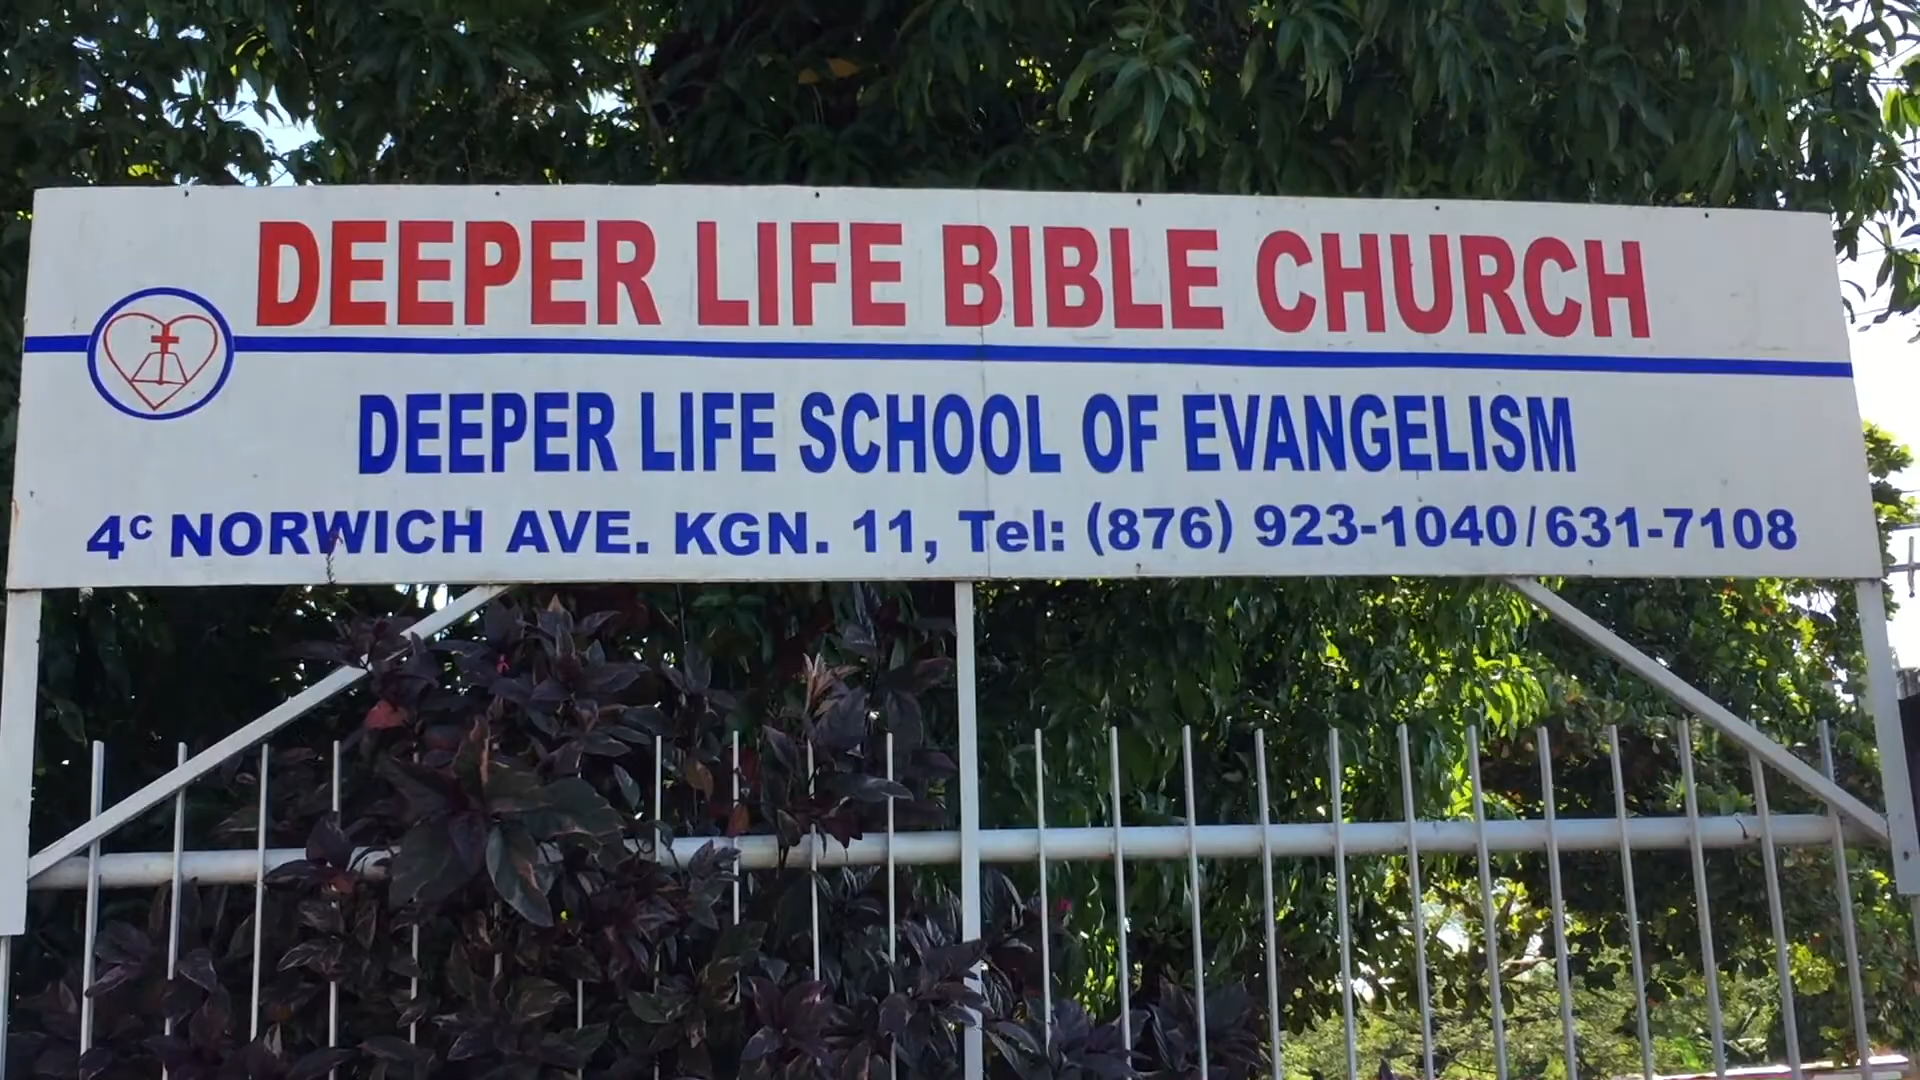 DEEPER LIFE BIBLE CHURCH
DEEPER LIFE SCHOOL OF EVANGELISM
4C NORWICH AVE. KGN. 11, Tel: (876) 923-1040/631-7108